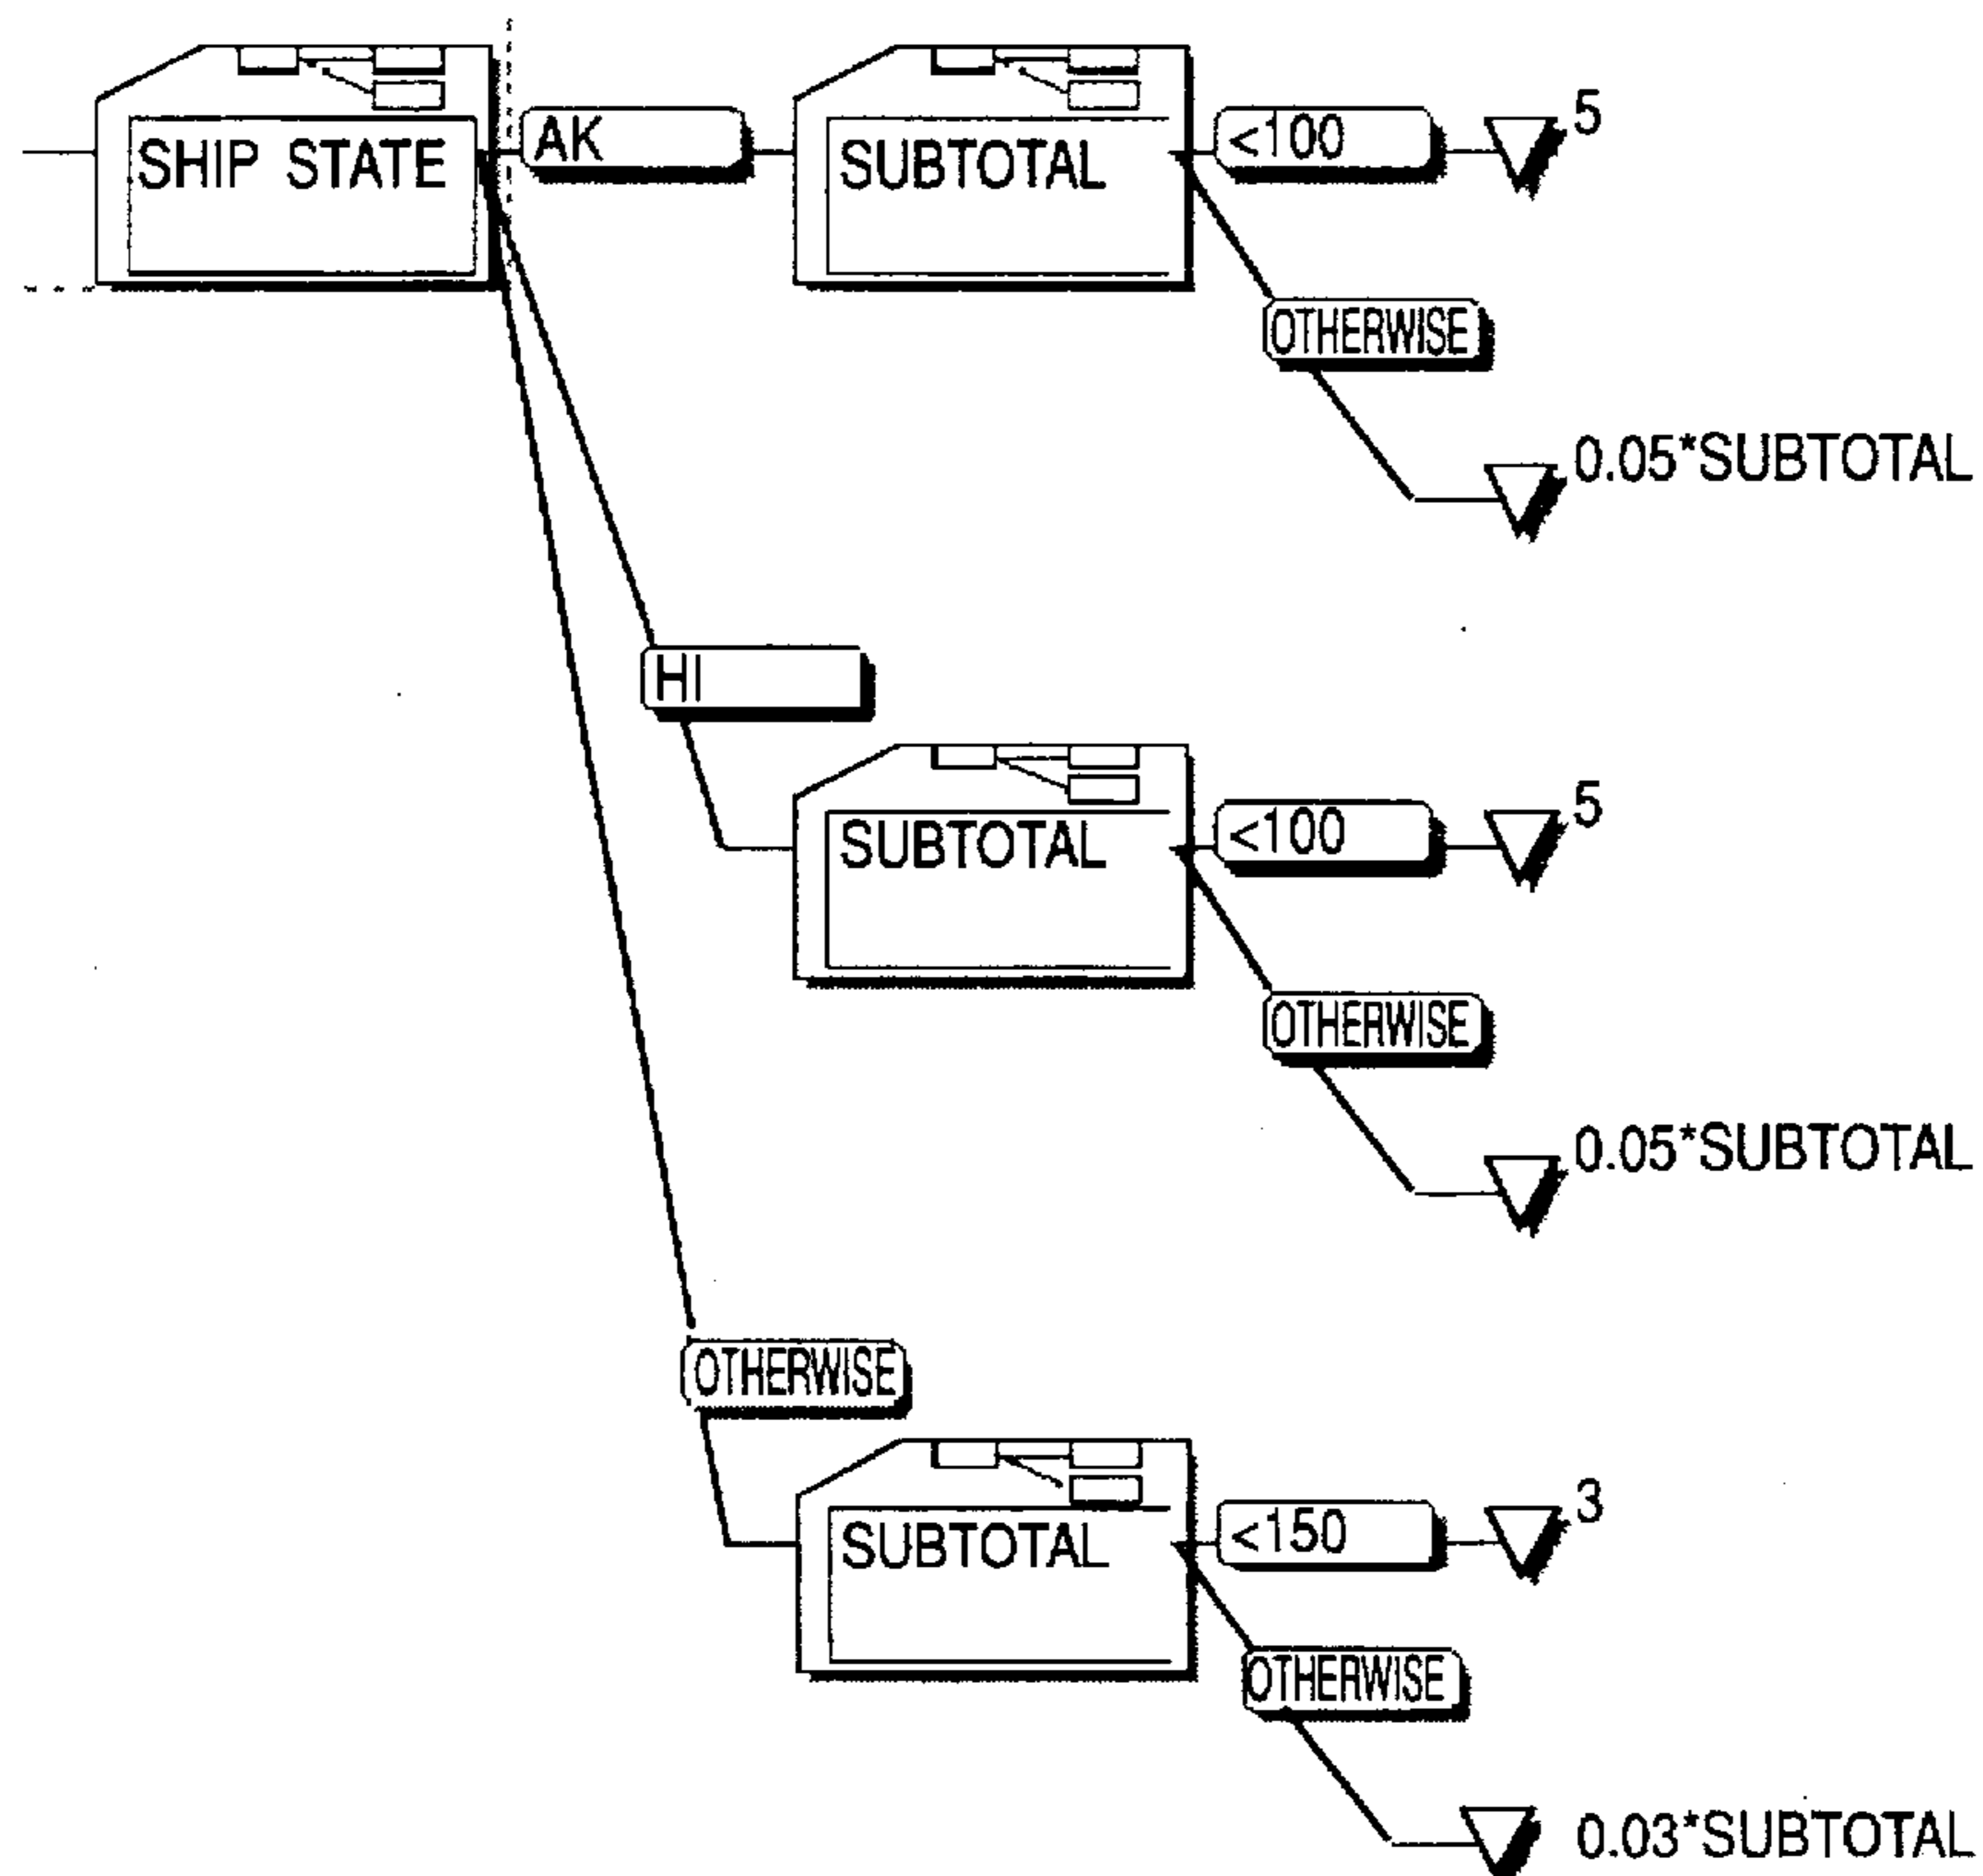 SHIP STATE
AK
SUBTOTAL
<100
5
OTHERWISE
0.05*SUBTOTAL
HI
SUBTOTAL
<100
5
OTHERWISE
0.05*SUBTOTAL
OTHERWISE
SUBTOTAL
<150
3
OTHERWISE
0.03*SUBTOTAL